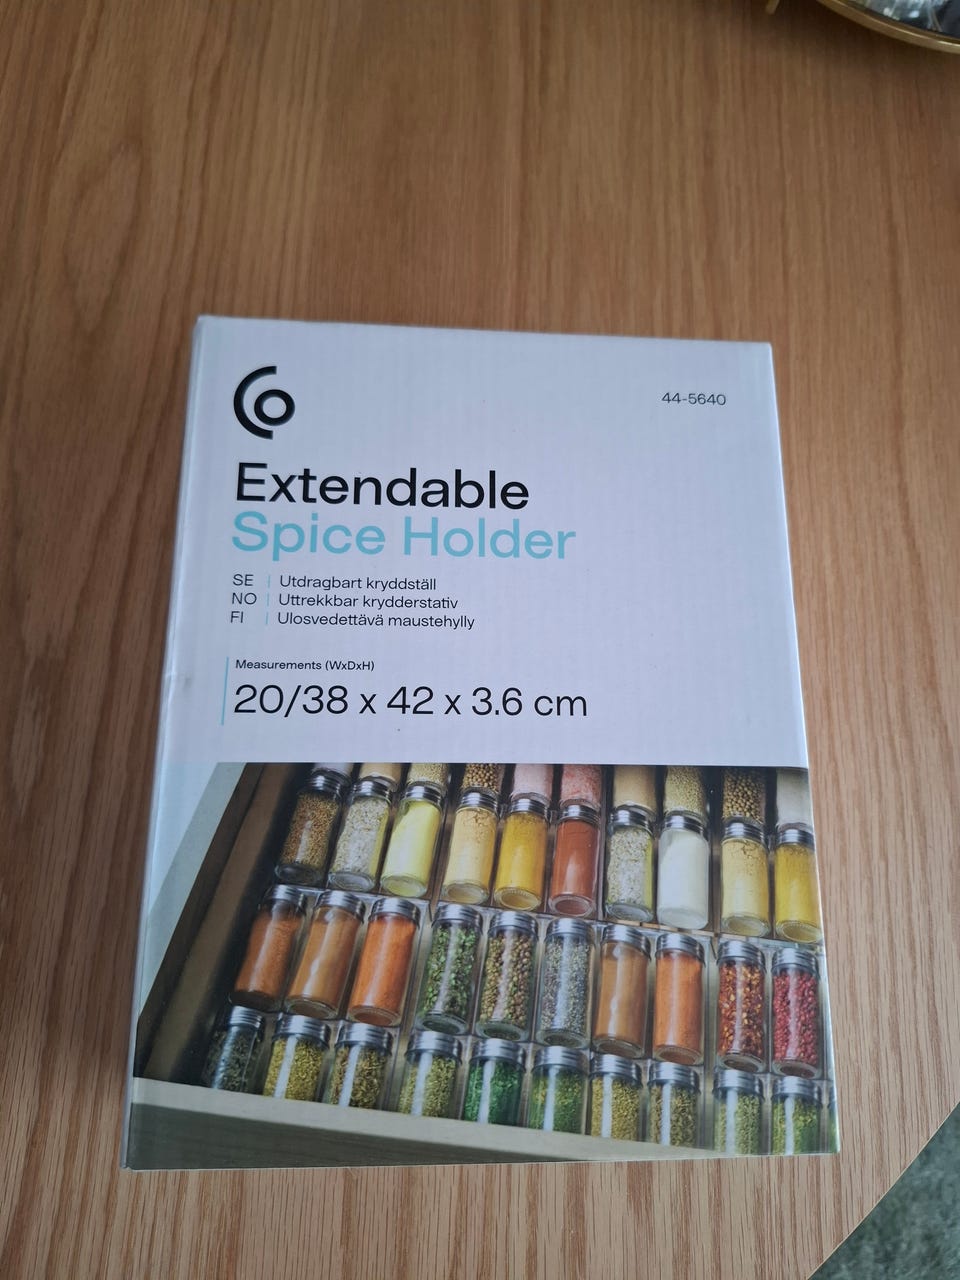 CO
44-5640
Extendable
Spice Holder
SE | Utdragbart kryddställ
NO | Uttrekkbar krydderstativ
FI | Ulosvedettävä maustehylly
Measurements (WxDxH)
20/38 x 42 x 3.6 cm